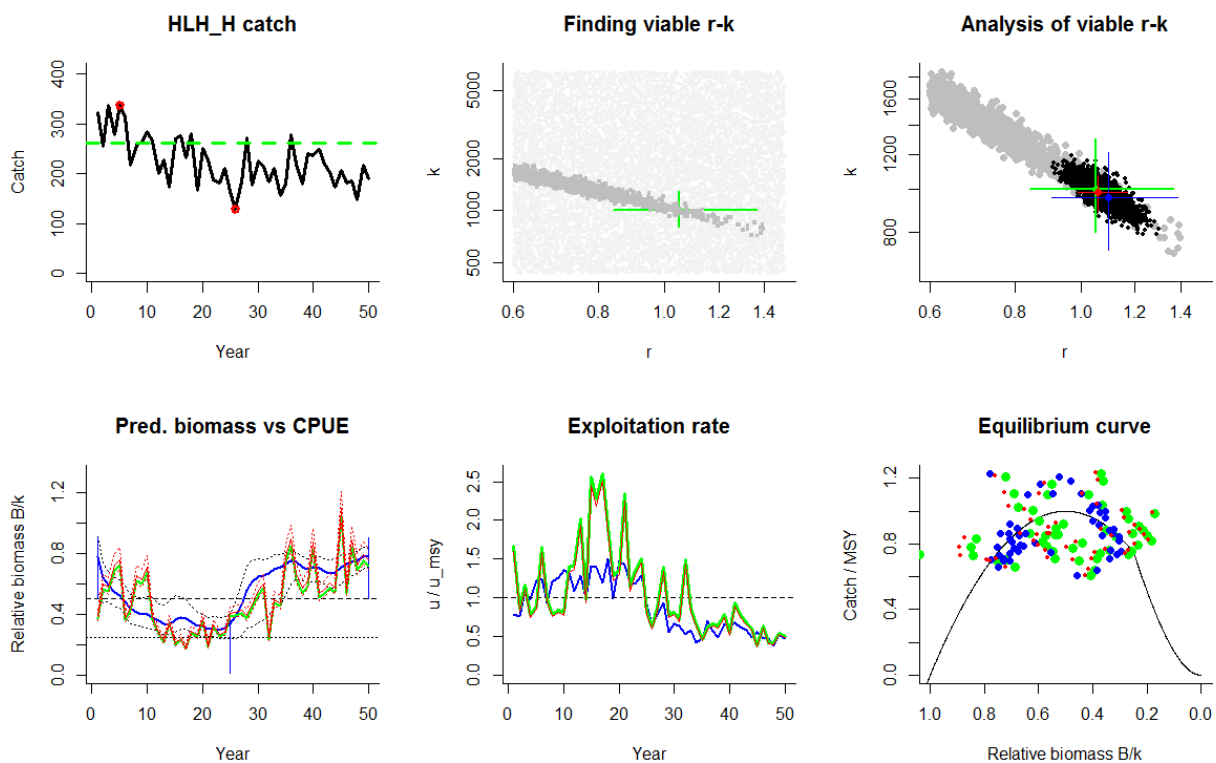 HLH_H catch
Catch
400
300
200
100
0
0 10 20 30 40 50
Year
Finding viable r-k
k
5000
2000
1000
500
0.6 0.8 1.0 1.2 1.4
r
Analysis of viable r-k
k
1600
1200
800
0.6 0.8 1.0 1.2 1.4
r
Pred. biomass vs CPUE
Relative biomass B/k
1.2
0.8
0.4
0.0
0 10 20 30 40 50
Year
Exploitation rate
u / u_msy
2.5
2.0
1.5
1.0
0.5
0.0
0 10 20 30 40 50
Year
Equilibrium curve
Catch / MSY
1.2
0.8
0.4
0.0
1.0 0.8 0.6 0.4 0.2 0.0
Relative biomass B/k